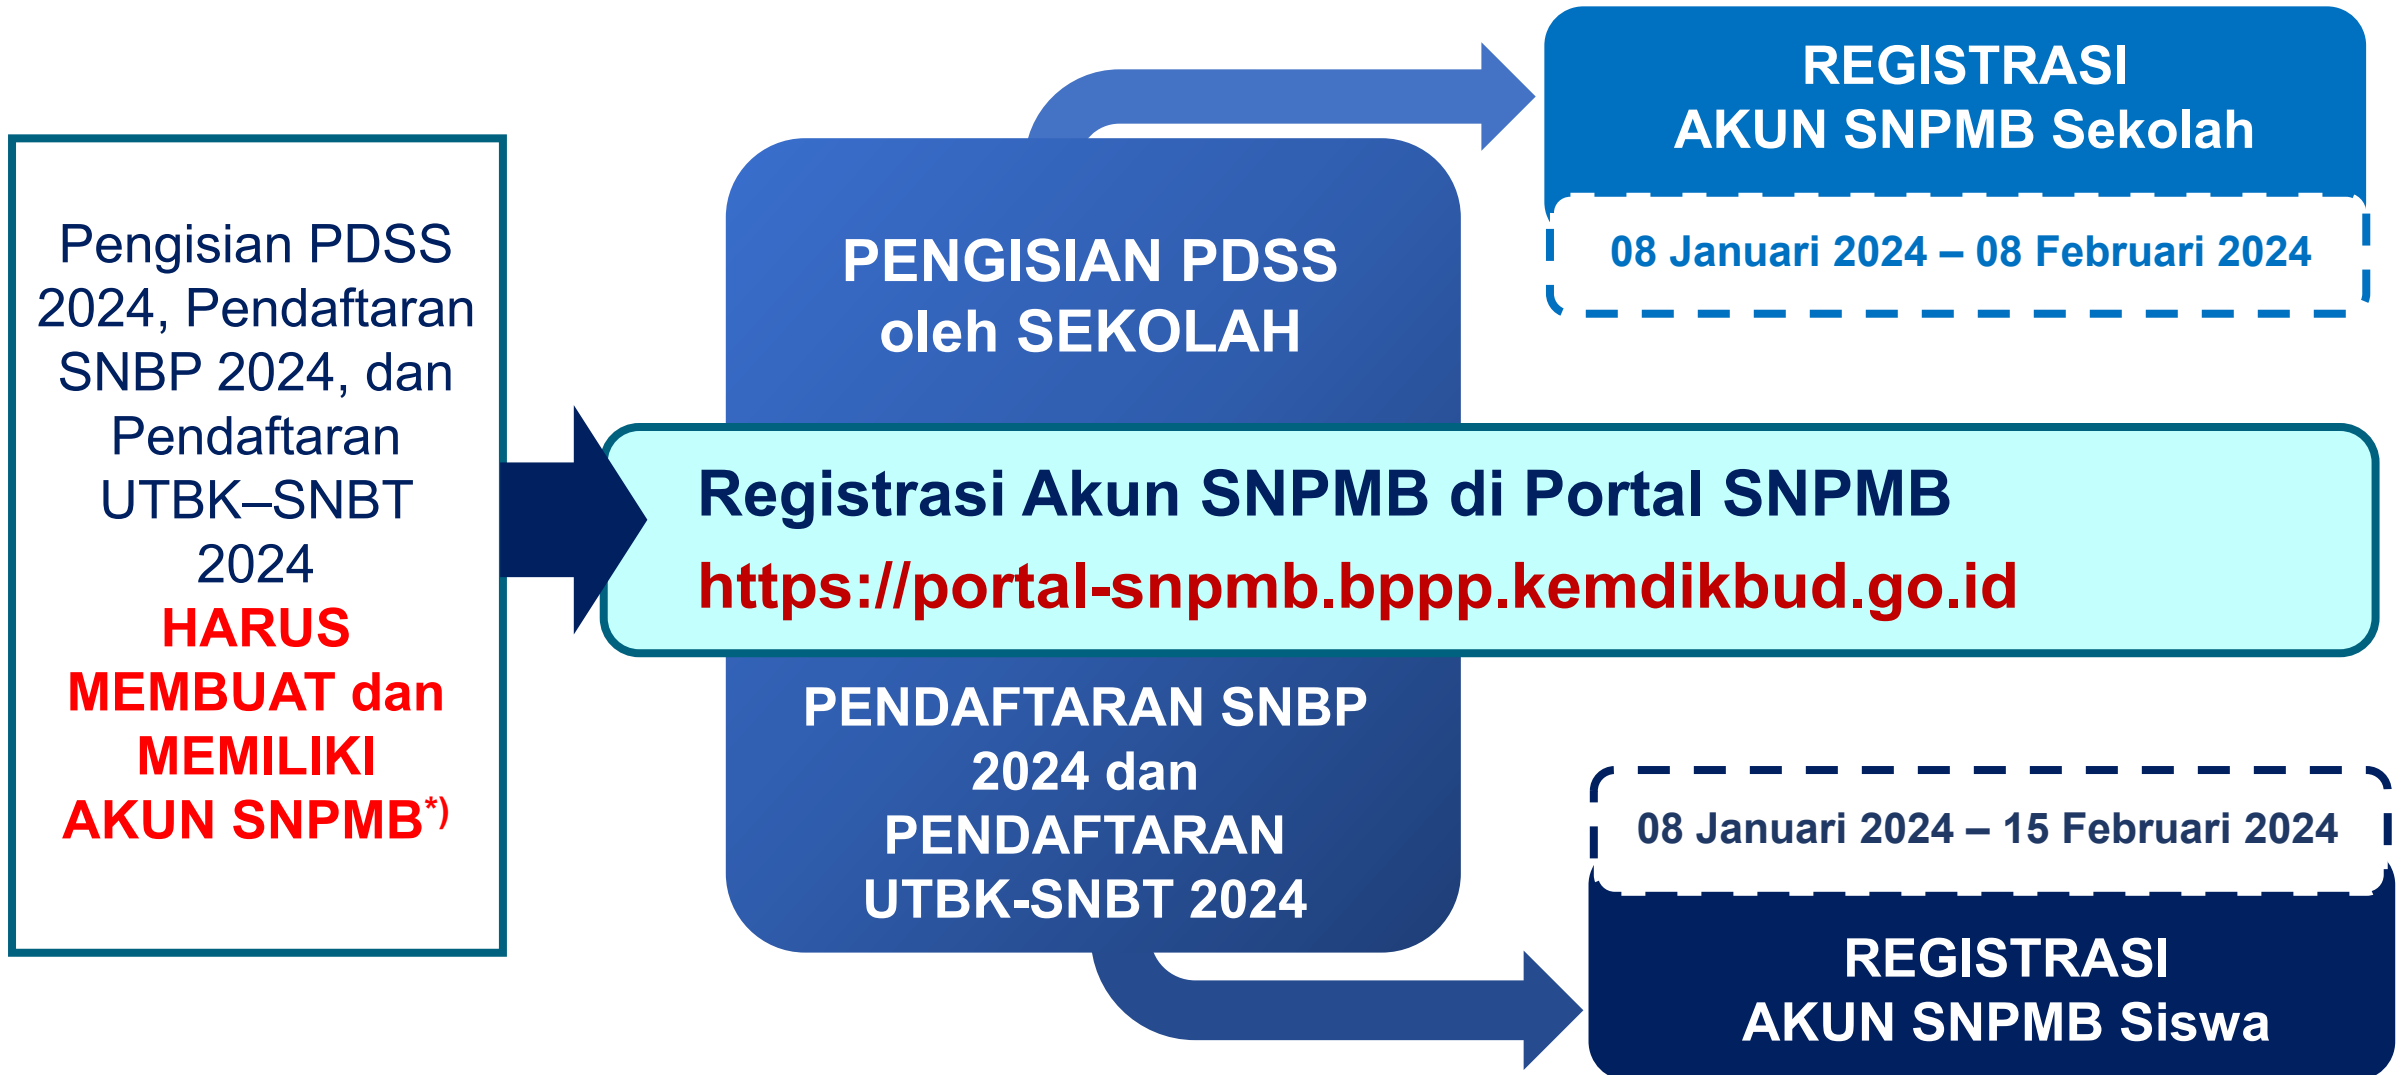 Pengisian PDSS
2024, Pendaftaran
SNBP 2024, dan
Pendaftaran
UTBK–SNBT
2024
HARUS
MEMBUAT dan
MEMILIKI
AKUN SNPMB*)
PENGISIAN PDSS
oleh SEKOLAH
REGISTRASI
AKUN SNPMB Sekolah
08 Januari 2024 – 08 Februari 2024
Registrasi Akun SNPMB di Portal SNPMB
https://portal-snpmb.bppp.kemdikbud.go.id
PENDAFTARAN SNBP
2024 dan
PENDAFTARAN
UTBK-SNBT 2024
08 Januari 2024 – 15 Februari 2024
REGISTRASI
AKUN SNPMB Siswa